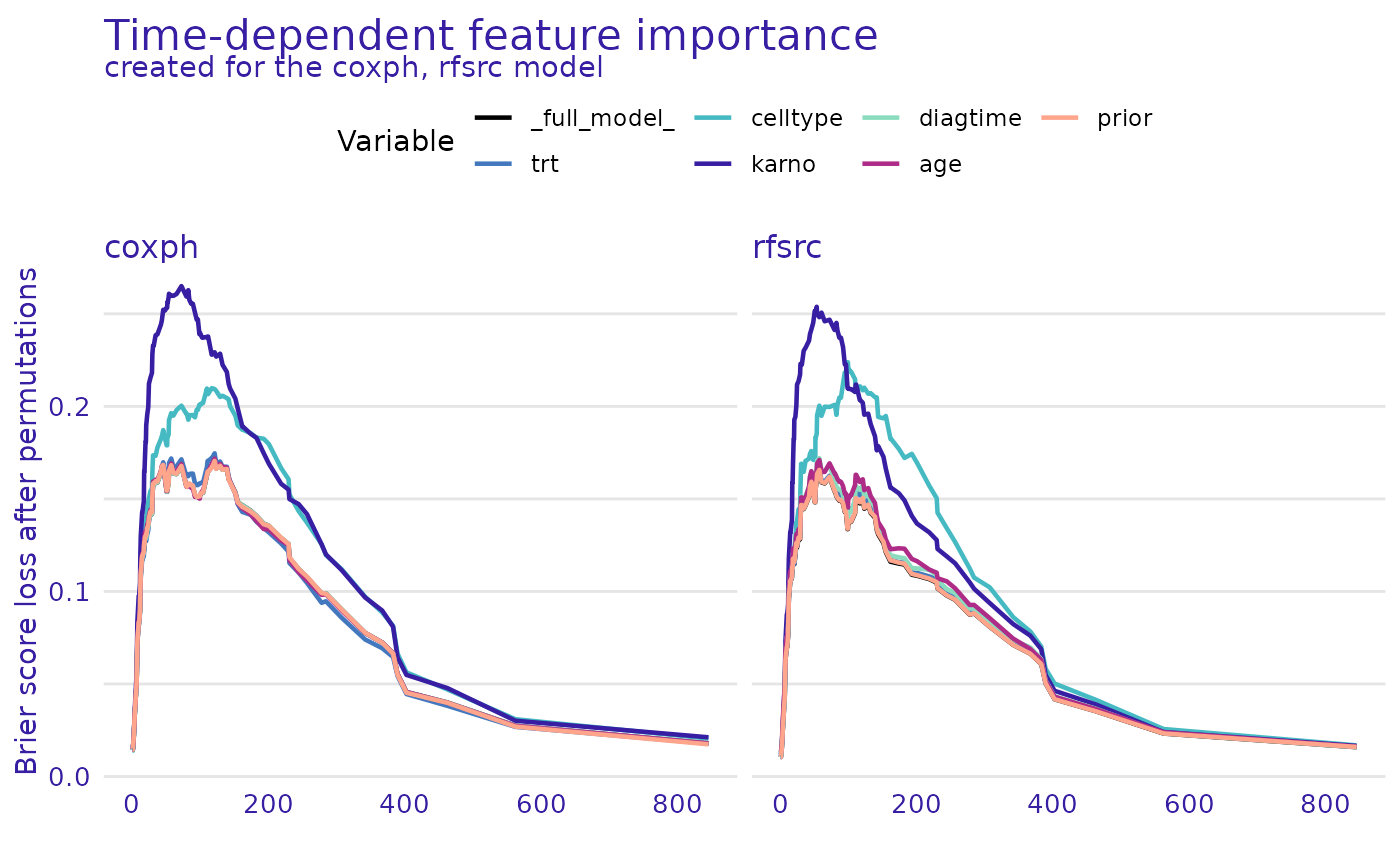 Time-dependent feature importance
created for the coxph, rfsrc model
Variable
_full_model_ celltype diagtime prior
trt karno age
coxph rfsrc
Brier score loss after permutations
0.2
0.1
0.0
0 200 400 600 800 0 200 400 600 800